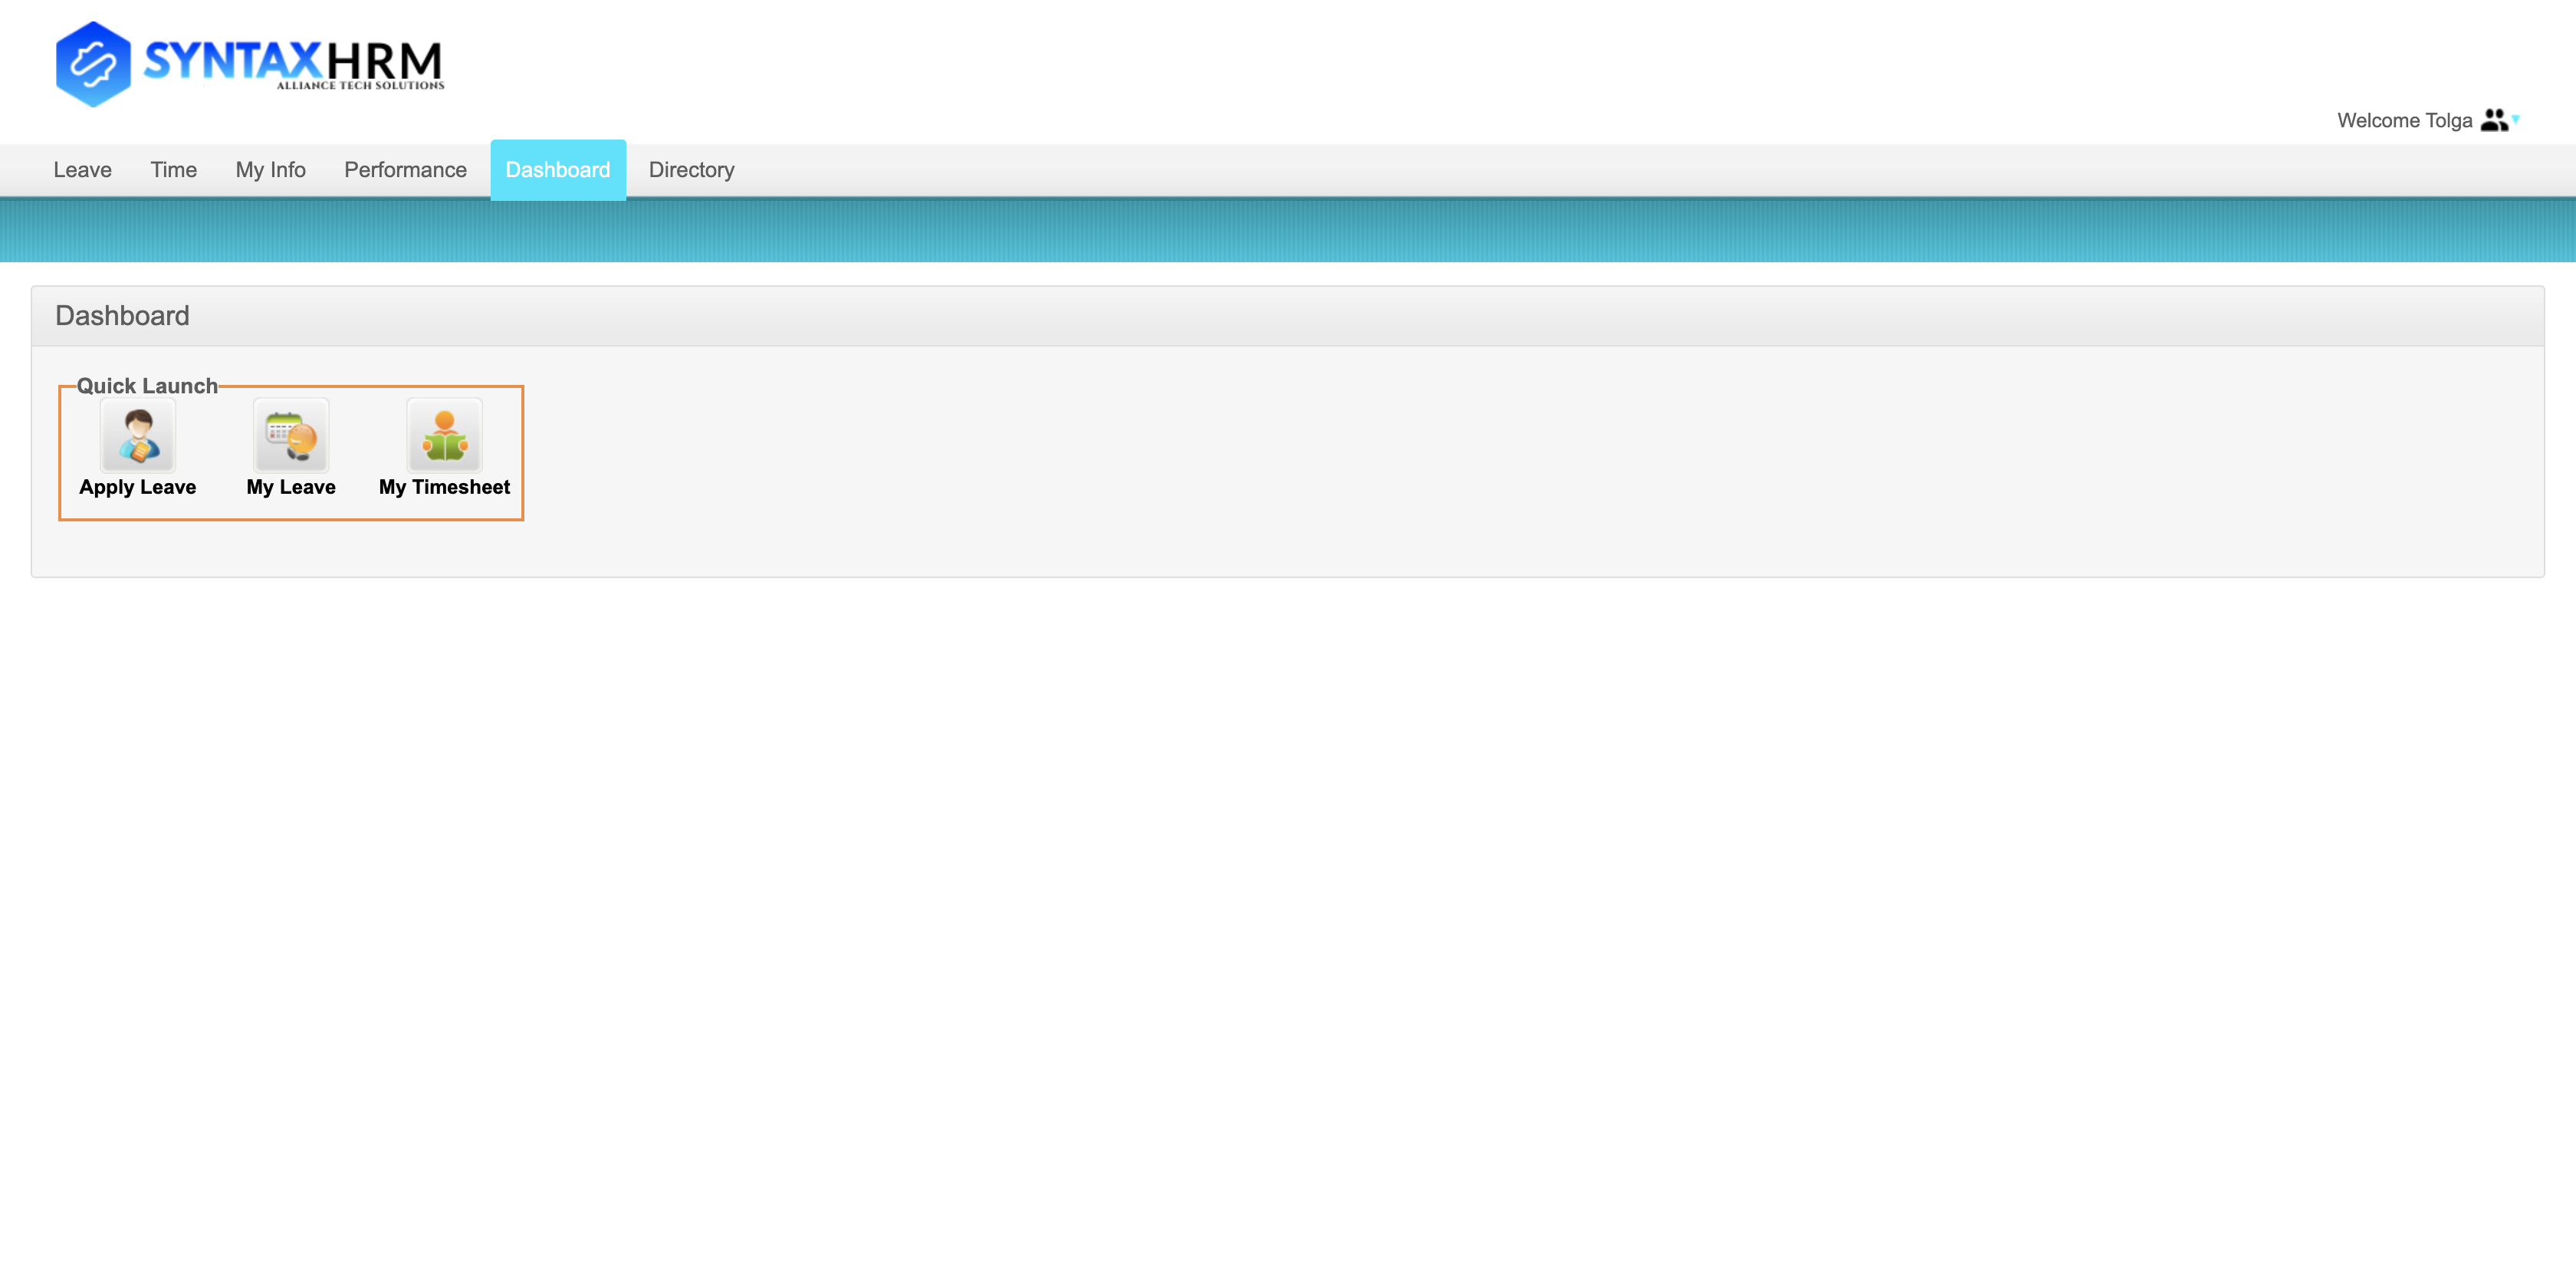 SYNTAXHRM
ALLIANCE TECH SOLUTIONS
Welcome Tolga
Leave Time My Info Performance Dashboard Directory
Dashboard
Quick Launch
Apply Leave My Leave My Timesheet